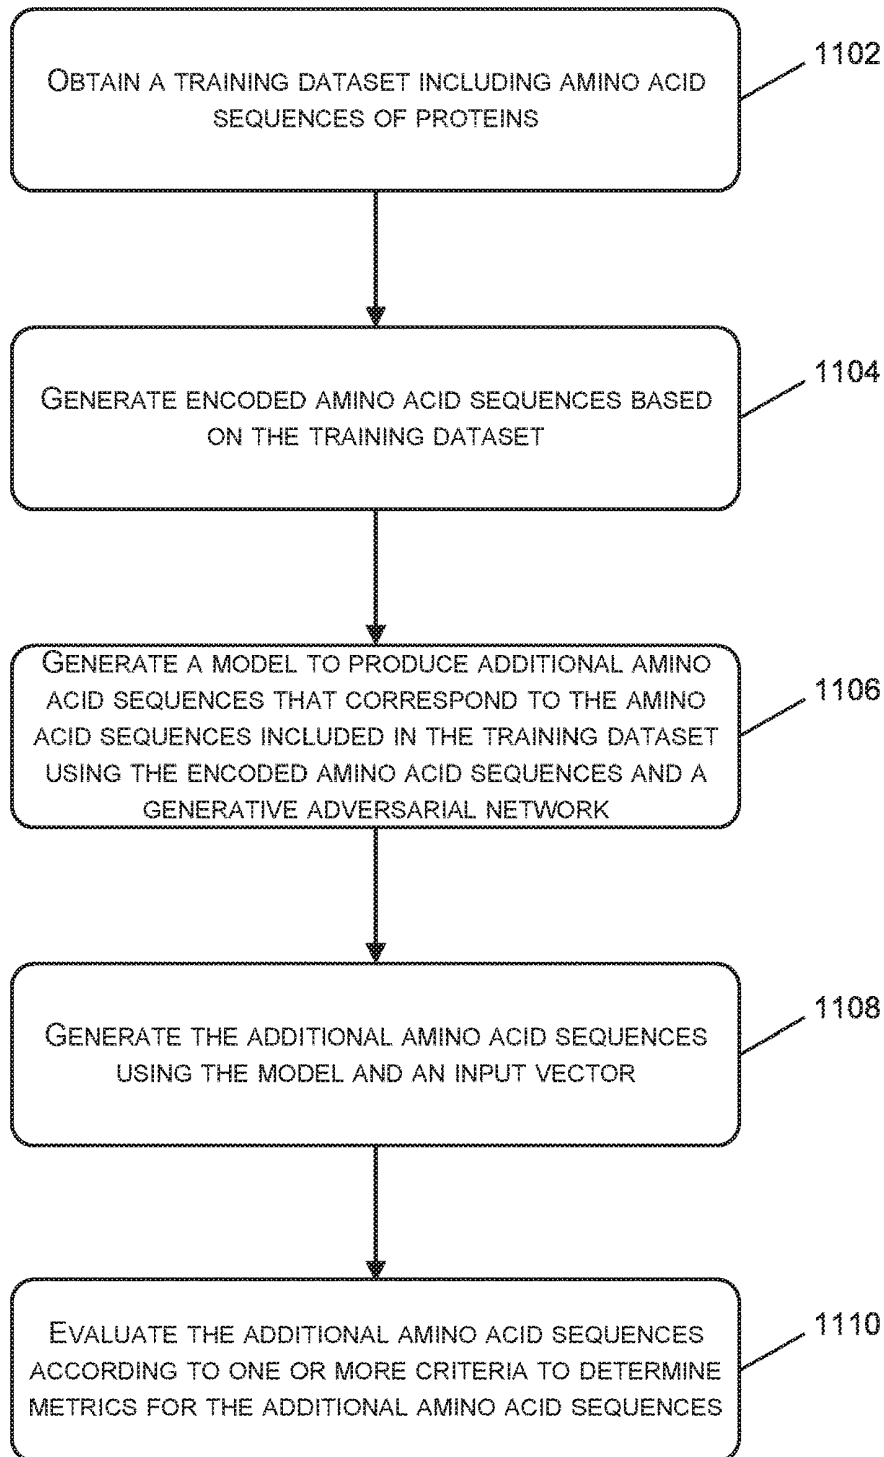 OBTAIN A TRAINING DATASET INCLUDING AMINO ACID
SEQUENCES OF PROTEINS
1102
GENERATE ENCODED AMINO ACID SEQUENCES BASED
ON THE TRAINING DATASET
1104
GENERATE A MODEL TO PRODUCE ADDITIONAL AMINO
ACID SEQUENCES THAT CORRESPOND TO THE AMINO
ACID SEQUENCES INCLUDED IN THE TRAINING DATASET
USING THE ENCODED AMINO ACID SEQUENCES AND A
GENERATIVE ADVERSARIAL NETWORK
1106
GENERATE THE ADDITIONAL AMINO ACID SEQUENCES
USING THE MODEL AND AN INPUT VECTOR
1108
EVALUATE THE ADDITIONAL AMINO ACID SEQUENCES
ACCORDING TO ONE OR MORE CRITERIA TO DETERMINE
METRICS FOR THE ADDITIONAL AMINO ACID SEQUENCES
1110